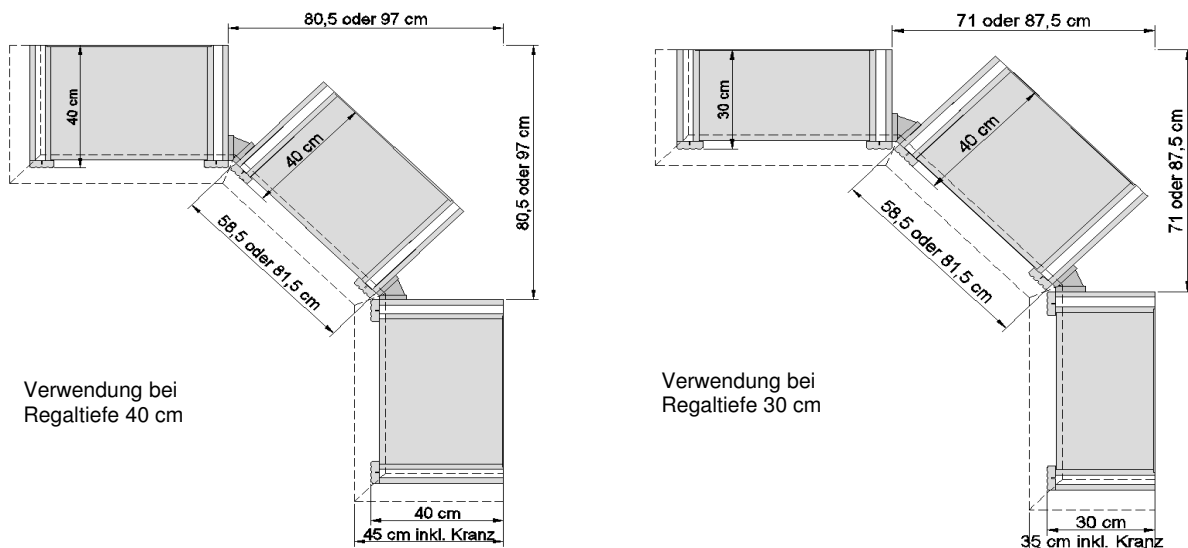 80,5 oder 97 cm
40 cm
40 cm
80,5 oder 97 cm
58,5 oder 81,5 cm
Verwendung bei
Regaltiefe 40 cm
40 cm
45 cm inkl. Kranz
71 oder 87,5 cm
30 cm
40 cm
71 oder 87,5 cm
58,5 oder 81,5 cm
Verwendung bei
Regaltiefe 30 cm
30 cm
35 cm inkl. Kranz